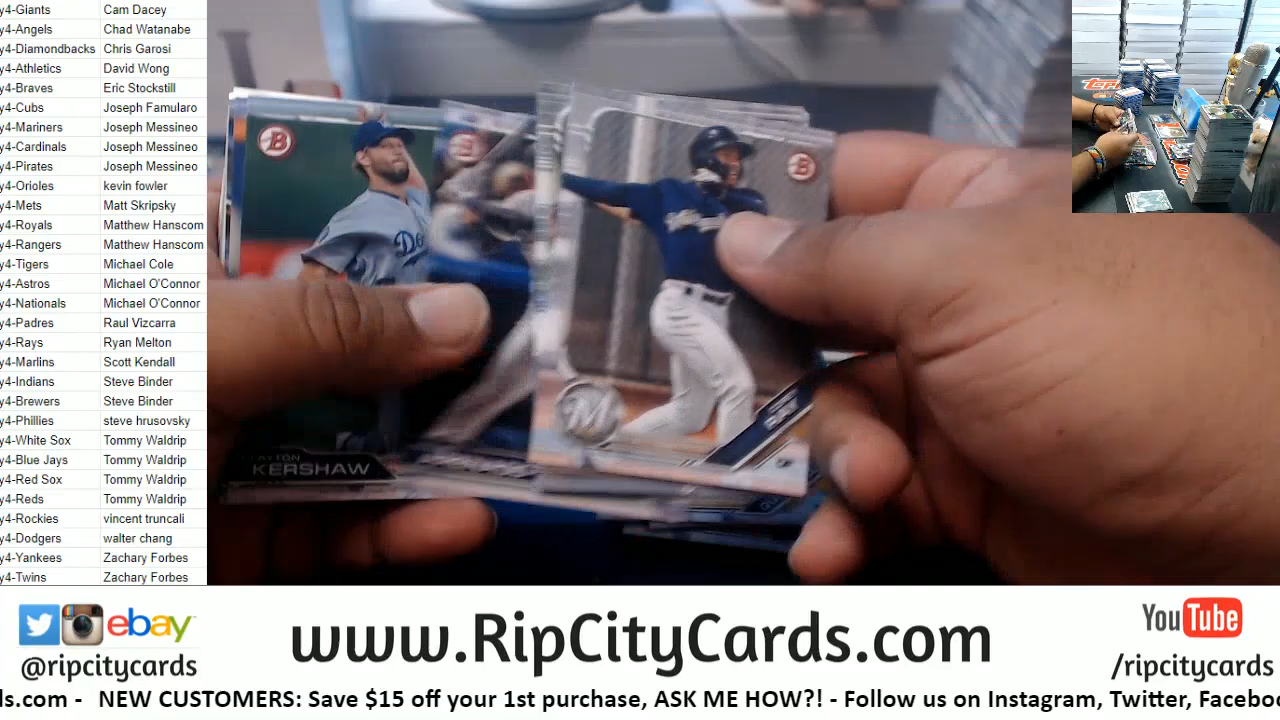 y4-Giants Cam Dacey
y4-Angels Chad Watanabe
y4-Diamondbacks Chris Garosi
y4-Athletics David Wong
y4-Braves Eric Stockstill
y4-Cubs Joseph Famularo
y4-Mariners Joseph Messineo
y4-Cardinals Joseph Messineo
y4-Pirates Joseph Messineo
y4-Orioles kevin fowler
y4-Mets Matt Skripsky
y4-Royals Matthew Hanscom
y4-Rangers Matthew Hanscom
y4-Tigers Michael Cole
y4-Astros Michael O'Connor
y4-Nationals Michael O'Connor
y4-Padres Raul Vizcarra
y4-Rays Ryan Melton
y4-Marlins Scott Kendall
y4-Indians Steve Binder
y4-Brewers Steve Binder
y4-Phillies steve hrusovsky
y4-White Sox Tommy Waldrip
y4-Blue Jays Tommy Waldrip
y4-Red Sox Tommy Waldrip
y4-Reds Tommy Waldrip
y4-Rockies vincent truncali
y4-Dodgers walter chang
y4-Yankees Zachary Forbes
y4-Twins Zachary Forbes
B
B
B
KERSHAW
M
ebay
@ripcitycards
www.RipCityCards.com
YouTube
/ripcitycards
ds.com - NEW CUSTOMERS: Save $15 off your 1st purchase, ASK ME HOW?! - Follow us on Instagram, Twitter, Facebo